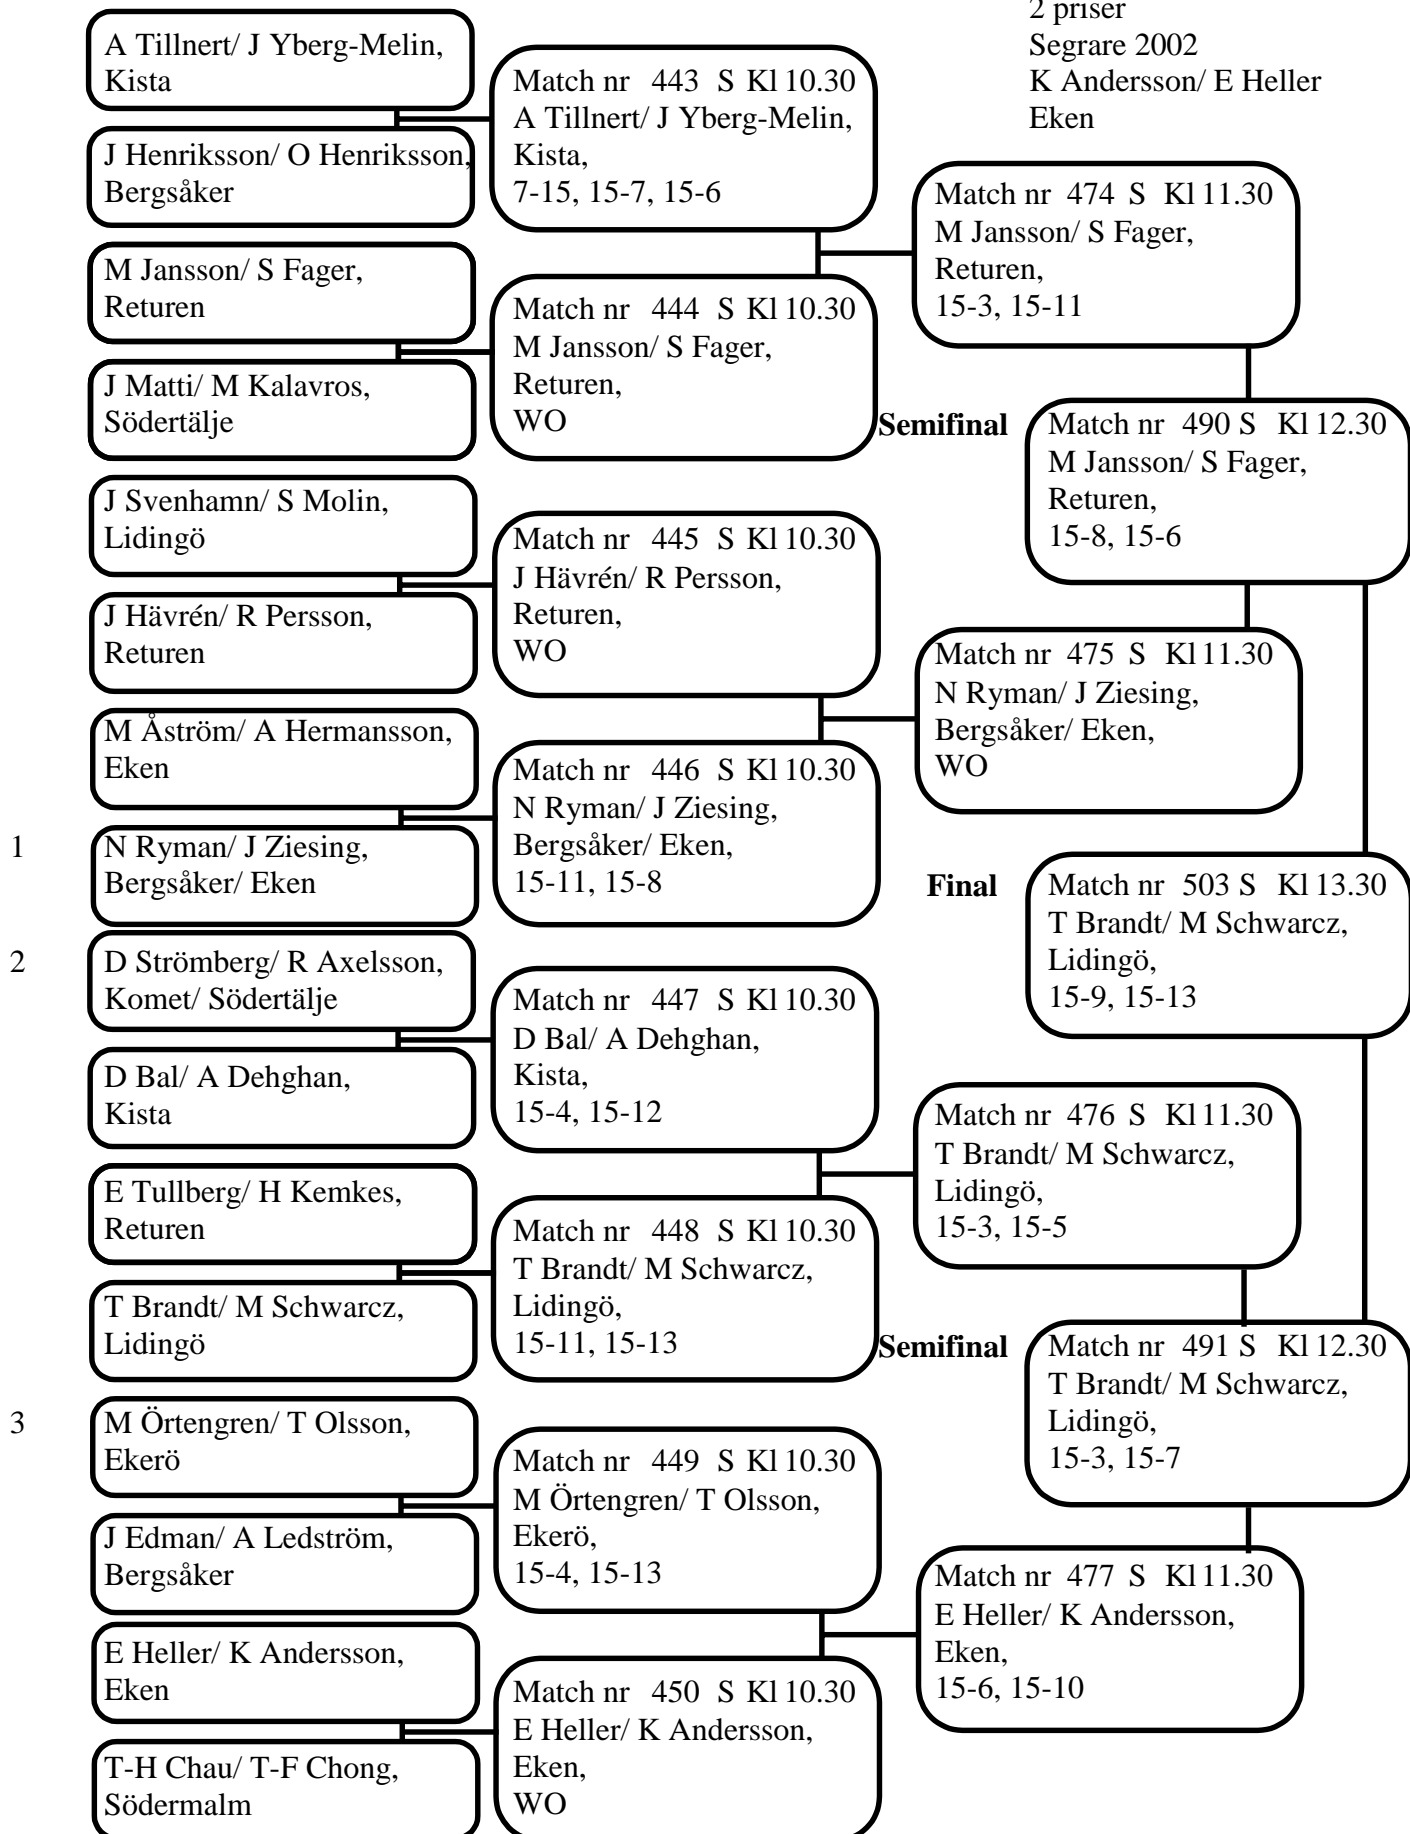 2 priser
Segrare 2002
K Andersson/ E Heller
Eken
A Tillnert/ J Yberg-Melin,
Kista
J Henriksson/ O Henriksson,
Bergsåker
M Jansson/ S Fager,
Returen
J Matti/ M Kalavros,
Södertälje
J Svenhamn/ S Molin,
Lidingö
J Hävrén/ R Persson,
Returen
M Åström/ A Hermansson,
Eken
1
N Ryman/ J Ziesing,
Bergsåker/ Eken
2
D Strömberg/ R Axelsson,
Komet/ Södertälje
D Bal/ A Dehghan,
Kista
E Tullberg/ H Kemkes,
Returen
T Brandt/ M Schwarcz,
Lidingö
3
M Örtengren/ T Olsson,
Ekerö
J Edman/ A Ledström,
Bergsåker
E Heller/ K Andersson,
Eken
T-H Chau/ T-F Chong,
Södermalm
Match nr 443 S Kl 10.30
A Tillnert/ J Yberg-Melin,
Kista,
7-15, 15-7, 15-6
Match nr 444 S Kl 10.30
M Jansson/ S Fager,
Returen,
WO
Match nr 445 S Kl 10.30
J Hävrén/ R Persson,
Returen,
WO
Match nr 446 S Kl 10.30
N Ryman/ J Ziesing,
Bergsåker/ Eken,
15-11, 15-8
Match nr 447 S Kl 10.30
D Bal/ A Dehghan,
Kista,
15-4, 15-12
Match nr 448 S Kl 10.30
T Brandt/ M Schwarcz,
Lidingö,
15-11, 15-13
Match nr 449 S Kl 10.30
M Örtengren/ T Olsson,
Ekerö,
15-4, 15-13
Match nr 450 S Kl 10.30
E Heller/ K Andersson,
Eken,
WO
Match nr 474 S Kl 11.30
M Jansson/ S Fager,
Returen,
15-3, 15-11
Match nr 475 S Kl 11.30
N Ryman/ J Ziesing,
Bergsåker/ Eken,
WO
Match nr 476 S Kl 11.30
T Brandt/ M Schwarcz,
Lidingö,
15-3, 15-5
Match nr 477 S Kl 11.30
E Heller/ K Andersson,
Eken,
15-6, 15-10
Semifinal
Match nr 490 S Kl 12.30
M Jansson/ S Fager,
Returen,
15-8, 15-6
Final
Match nr 503 S Kl 13.30
T Brandt/ M Schwarcz,
Lidingö,
15-9, 15-13
Semifinal
Match nr 491 S Kl 12.30
T Brandt/ M Schwarcz,
Lidingö,
15-3, 15-7